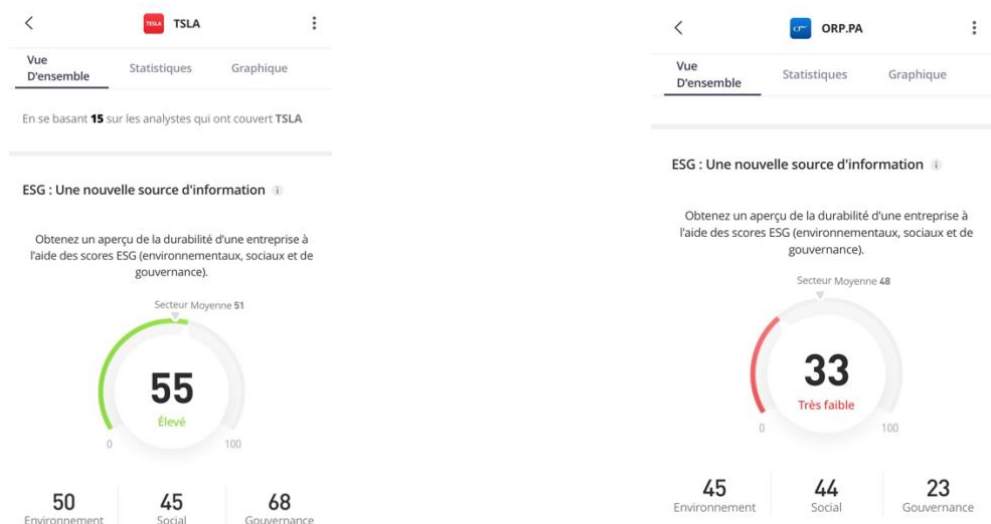 TESLA TSLA
Vue D'ensemble
Statistiques
Graphique
En se basant 15 sur les analystes qui ont couvert TSLA
ESG : Une nouvelle source d'information i
Obtenez un aperçu de la durabilité d'une entreprise à
l'aide des scores ESG (environnementaux, sociaux et de
gouvernance).
Secteur Moyenne 51
55
Élevé
0
100
50
45
68
Environnement
Social
Gouvernance
ORP.PA
Vue
D'ensemble
Statistiques
Graphique
ESG : Une nouvelle source d'information i
Obtenez un aperçu de la durabilité d'une entreprise à
l'aide des scores ESG (environnementaux, sociaux et de
gouvernance).
Secteur Moyenne 48
33
Très faible
0
100
45
44
23
Environnement
Social
Gouvernance